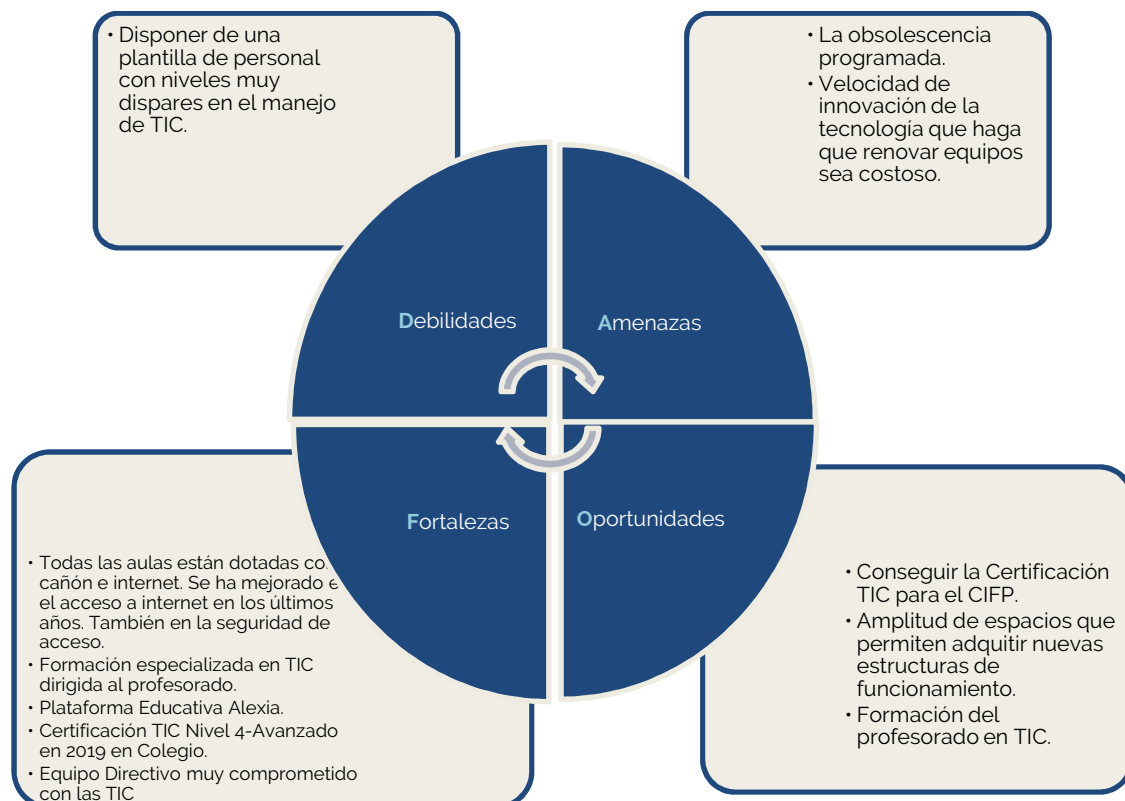 • Disponer de una
plantilla de personal
con niveles muy
dispares en el manejo
de TIC.
• La obsolescencia
programada.
• Velocidad de
innovación de la
tecnología que haga
que renovar equipos
sea costoso.
Debilidades
Amenazas
Fortalezas
Oportunidades
• Todas las aulas están dotadas
cañón e internet. Se ha mejorado
el acceso a internet en los últimos
años. También en la seguridad de
acceso.
• Formación especializada en TIC
dirigida al profesorado.
• Plataforma Educativa Alexia.
• Certificación TIC Nivel 4-Avanzado
en 2019 en Colegio.
• Equipo Directivo muy comprometido
con las TIC
• Conseguir la Certificación
TIC para el CIFP.
• Amplitud de espacios que
permiten adquitir nuevas
estructuras de
funcionamiento.
• Formación del
profesorado en TIC.